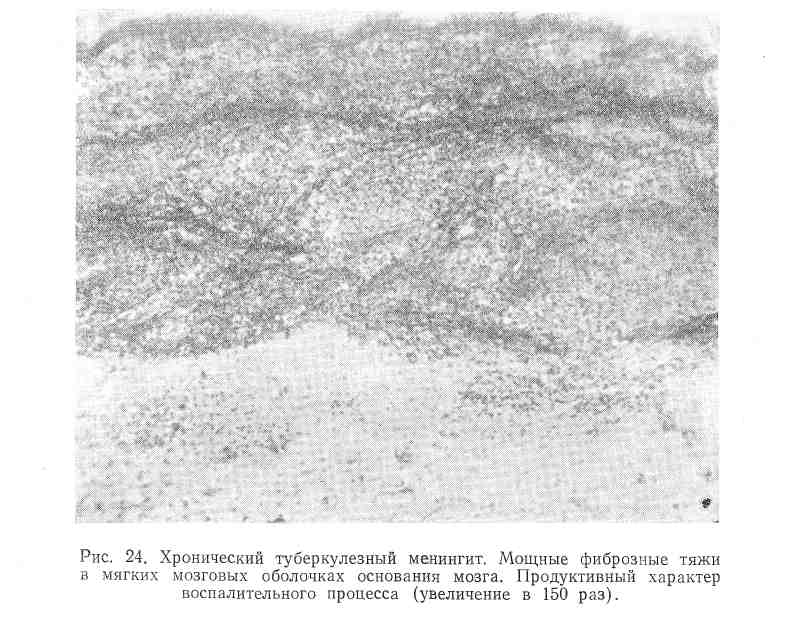 Рис. 24. Хронический туберкулезный менингит. Мощные фиброзные тяжи
в мягких мозговых оболочках основания мозга. Продуктивный характер
воспалительного процесса (увеличение в 150 раз).